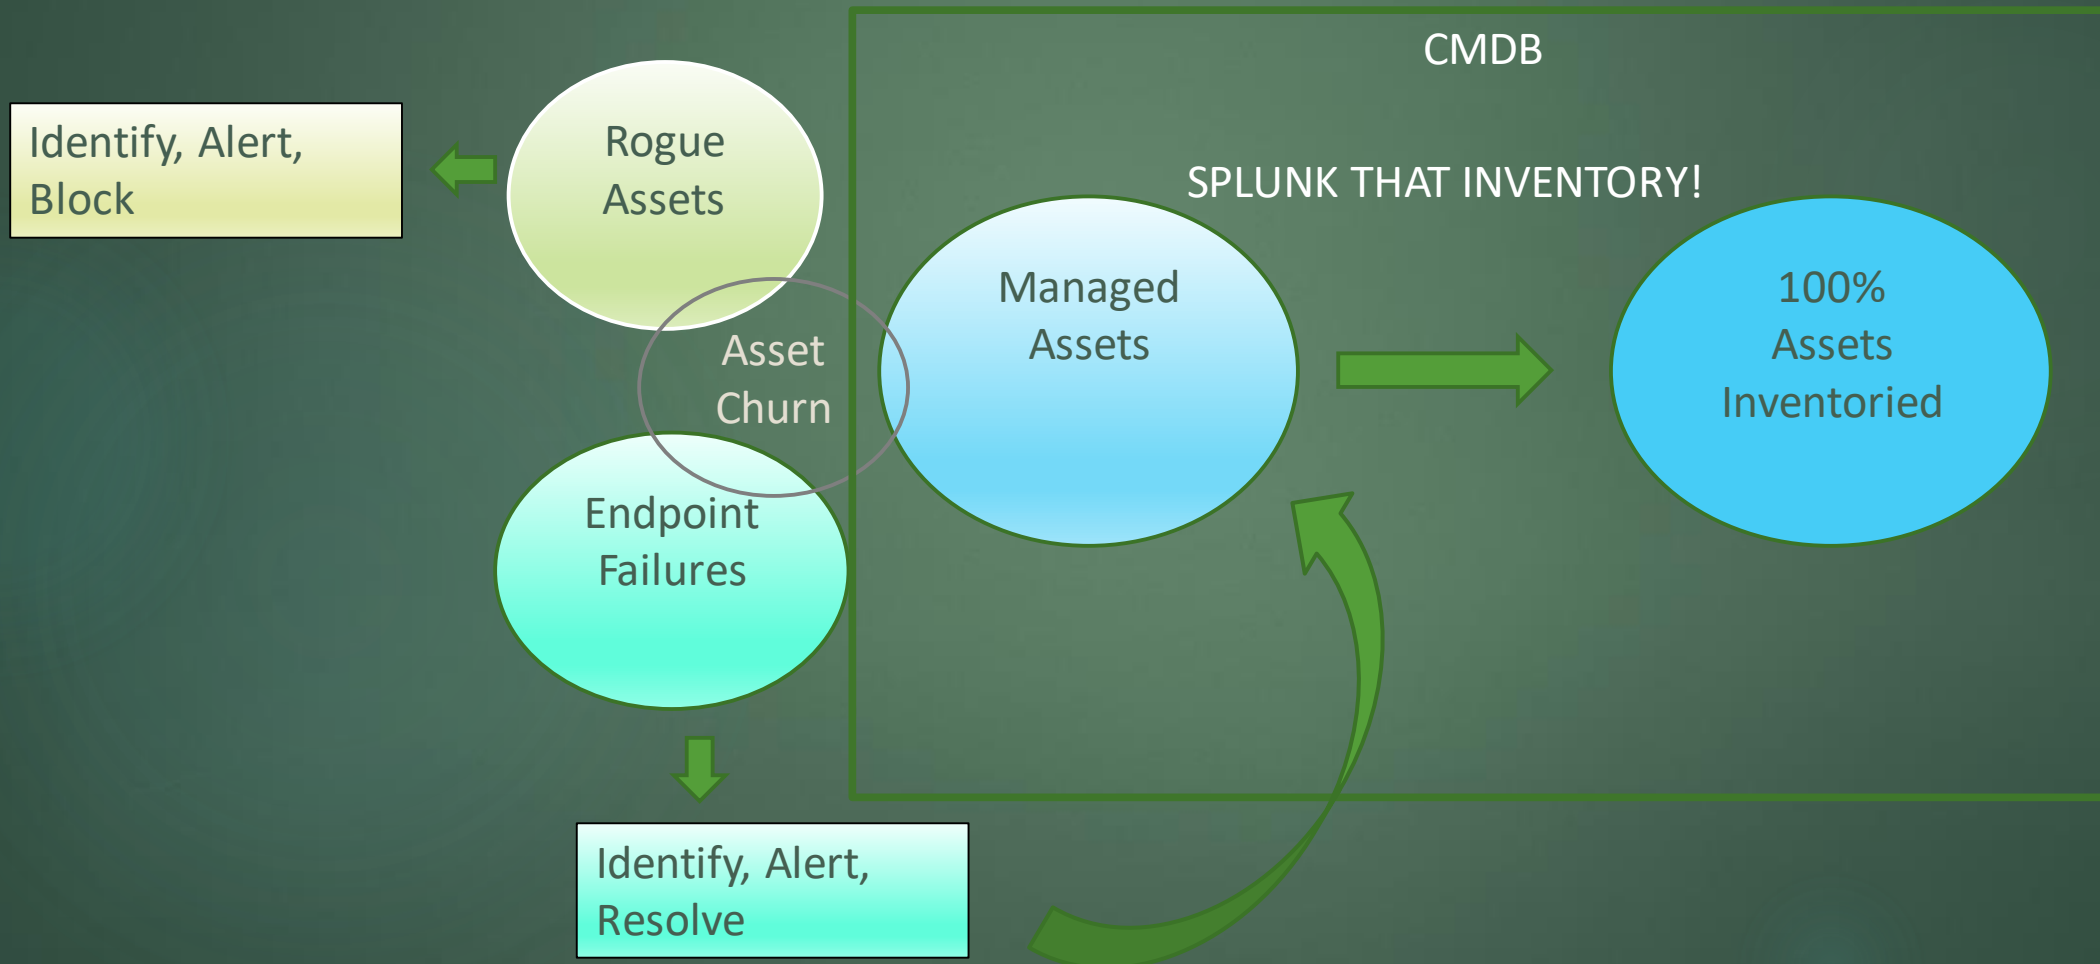 CMDB
SPLUNK THAT INVENTORY!
Identify, Alert,
Block
Rogue
Assets
Asset
Churn
Managed
Assets
100%
Assets
Inventoried
Endpoint
Failures
Identify, Alert,
Resolve